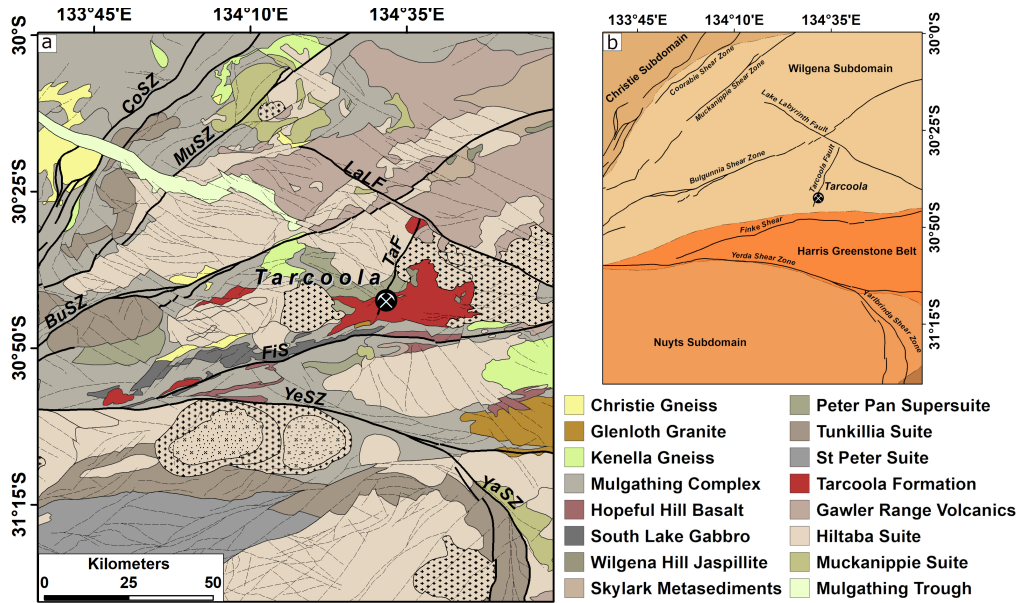 133°45'E 134°10'E 134°35'E
133°45'E 134°10'E 134°35'E
30°S
30°25'S
30°50'S
31°15'S
a
CoSZ
MuSZ
LaLF
TaF
Tarcoola
BuSZ
FiS
YeSZ
YaSZ
Kilometers
0 25 50
b
30°0'S
30°25'S
30°50'S
31°15'S
Christie Subdomain
Coorabie Shear Zone
Muckanippie Shear Zone
Wilgena Subdomain
Lake Labyrinth Fault
Bulgunnia Shear Zone
Tarcoola Fault
Tarcoola
Finke Shear
Harris Greenstone Belt
Yerda Shear Zone
Yarlbrinda Shear Zone
Nuyts Subdomain
Christie Gneiss
Glenloth Granite
Kenella Gneiss
Mulgathing Complex
Hopeful Hill Basalt
South Lake Gabbro
Wilgena Hill Jaspillite
Skylark Metasediments
Peter Pan Supersuite
Tunkillia Suite
St Peter Suite
Tarcoola Formation
Gawler Range Volcanics
Hiltaba Suite
Muckanippie Suite
Mulgathing Trough